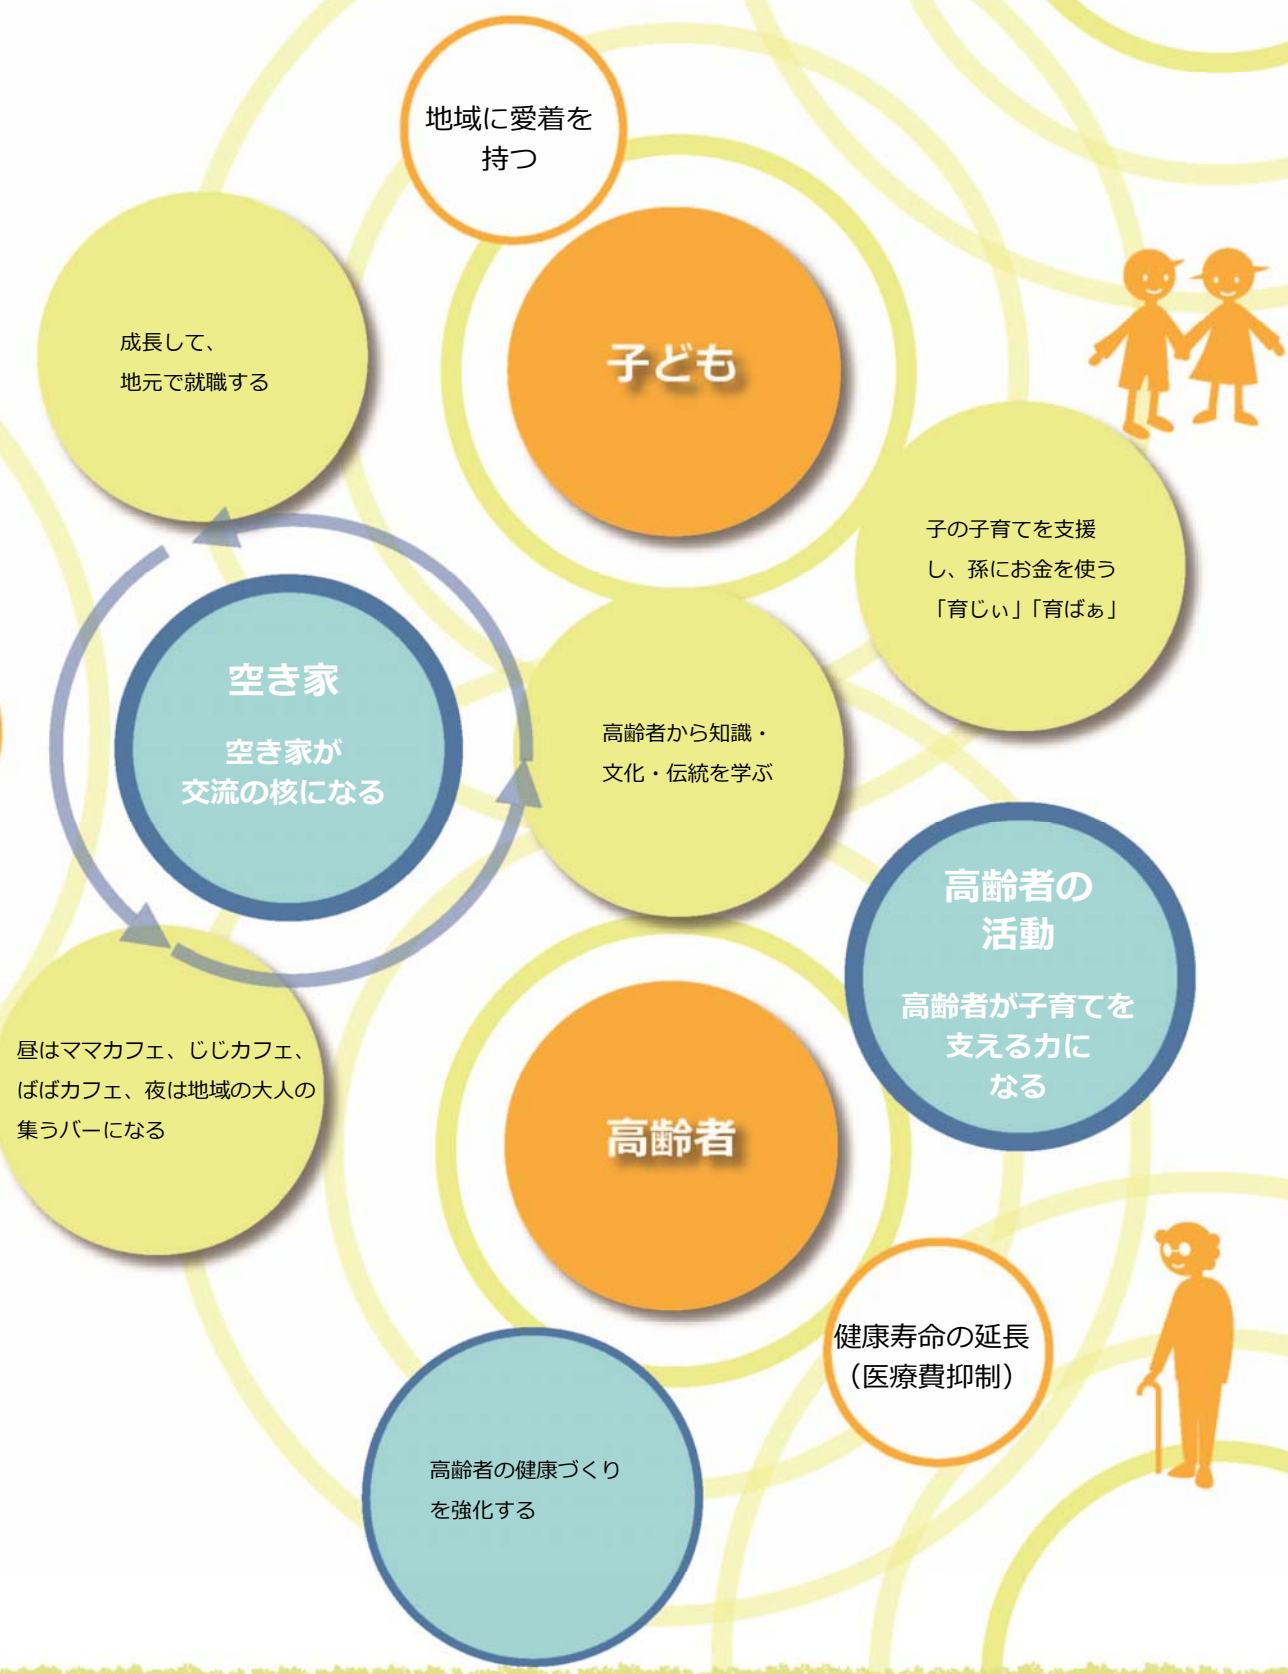 地域に愛着を
持つ
子ども
成長して、
地元で就職する
子の子育てを支援
し、孫にお金を使う
「育じぃ」「育ばぁ」
空き家
空き家が
交流の核になる
高齢者から知識・
文化・伝統を学ぶ
高齢者の
活動
高齢者が子育てを
支える力に
なる
昼はママカフェ、じじカフェ、
ばばカフェ、夜は地域の大人の
集うバーになる
高齢者
健康寿命の延長
（医療費抑制）
高齢者の健康づくり
を強化する